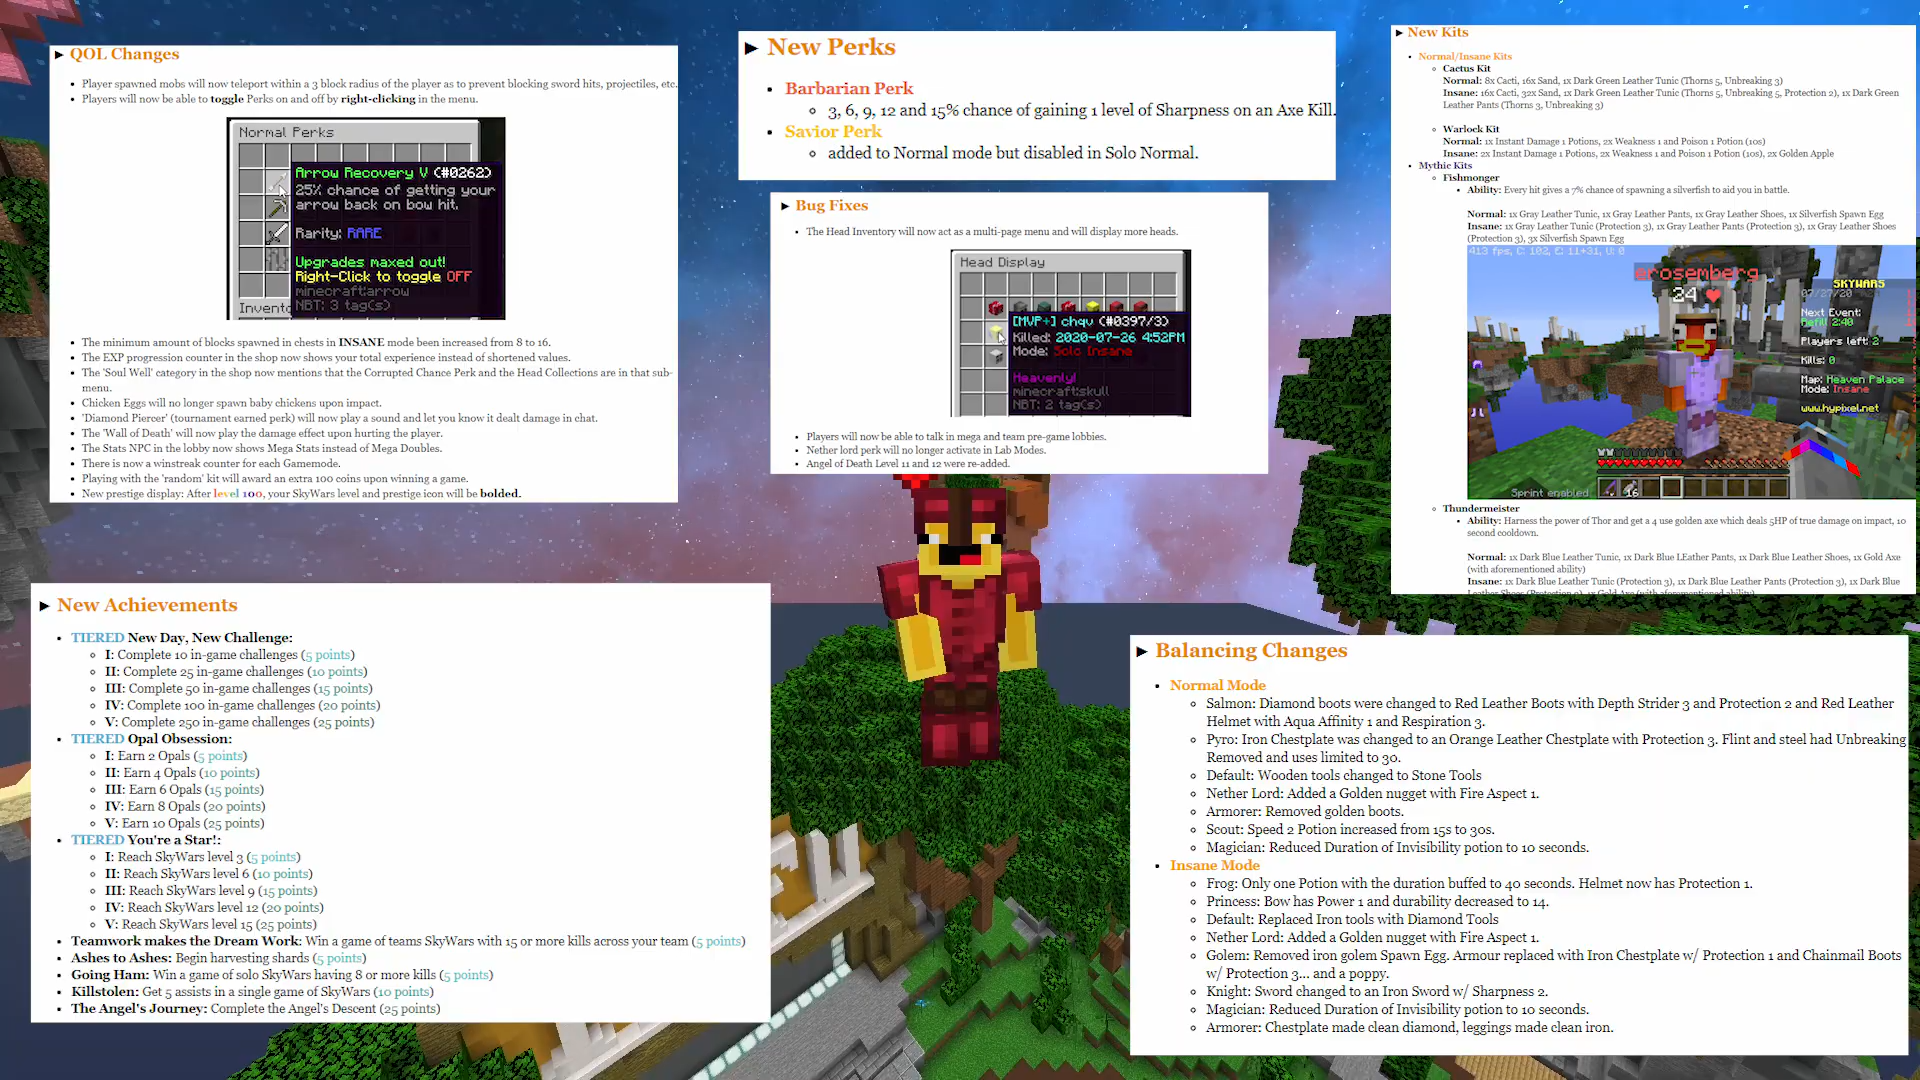 QOL Changes
Player spawned mobs will now teleport within a 3 block radius of the player as to prevent blocking sword hits, projectiles, etc.
Players will now be able to toggle Perks on and off by right-clicking in the menu.
Normal Perks
Arrow Recovery V (#0262)
25% chance of getting your
arrow back on bow hit.
Rarity: RARE
Upgrades maxed out!
Right-Click to toggle OFF
minecraft:arrow
NBT: 3 tag(s)
Invento
The minimum amount of blocks spawned in chests in INSANE mode been increased from 8 to 16.
The EXP progression counter in the shop now shows your total experience instead of shortened values.
The 'Soul Well' category in the shop now mentions that the Corrupted Chance Perk and the Head Collections are in that sub-
menu.
Chicken Eggs will no longer spawn baby chickens upon impact.
'Diamond Piercer' (tournament earned perk) will now play a sound and let you know it dealt damage in chat.
The 'Wall of Death' will now play the damage effect upon hurting the player.
The Stats NPC in the lobby now shows Mega Stats instead of Mega Doubles.
There is now a winstreak counter for each Gamemode.
Playing with the 'random' kit will award an extra 100 coins upon winning a game.
New prestige display: After level 100, your SkyWars level and prestige icon will be bolded.
New Perks
Barbarian Perk
3, 6, 9, 12 and 15% chance of gaining 1 level of Sharpness on an Axe Kill.
Savior Perk
added to Normal mode but disabled in Solo Normal.
Bug Fixes
The Head Inventory will now act as a multi-page menu and will display more heads.
Head Display
[MVP+] chqv (#0397/3)
Killed: 2020-07-26 4:52PM
Mode: Solo Insane
Heavenly!
minecraft:skull
NBT: 2 tag(s)
Players will now be able to talk in mega and team pre-game lobbies.
Nether lord perk will no longer activate in Lab Modes.
Angel of Death Level 11 and 12 were re-added.
New Kits
Normal/Insane Kits
Cactus Kit
Normal: 8x Cacti, 16x Sand, 1x Dark Green Leather Tunic (Thorns 5, Unbreaking 3)
Insane: 16x Cacti, 32x Sand, 1x Dark Green Leather Tunic (Thorns 5, Unbreaking 5, Protection 2), 1x Dark Green
Leather Pants (Thorns 3, Unbreaking 3)
Warlock Kit
Normal: 1x Instant Damage 1 Potions, 2x Weakness 1 and Poison 1 Potion (10s)
Insane: 2x Instant Damage 1 Potions, 2x Weakness 1 and Poison 1 Potion (10s), 2x Golden Apple
Mythic Kits
Fishmonger
Ability: Every hit gives a 7% chance of spawning a silverfish to aid you in battle.
Normal: 1x Gray Leather Tunic, 1x Gray Leather Pants, 1x Gray Leather Shoes, 1x Silverfish Spawn Egg
Insane: 1x Gray Leather Tunic (Protection 3), 1x Gray Leather Pants (Protection 3), 1x Gray Leather Shoes
(Protection 3), 3x Silverfish Spawn Egg
413 fps, C: 102, E: 11+31, U: 0
erosemberg
24
SKYWARS
07/27/20
Next Event:
Refill 2:40
Players left: 2
Kills: 0
Map: Heaven Palace
Mode: Insane
www.hypixel.net
Sprint enabled
16
Thundermeister
Ability: Harness the power of Thor and get a 4 use golden axe which deals 5HP of true damage on impact, 10
second cooldown.
Normal: 1x Dark Blue Leather Tunic, 1x Dark Blue LEather Pants, 1x Dark Blue Leather Shoes, 1x Gold Axe
(with aforementioned ability)
Insane: 1x Dark Blue Leather Tunic (Protection 3), 1x Dark Blue Leather Pants (Protection 3), 1x Dark Blue
New Achievements
TIERED New Day, New Challenge:
I: Complete 10 in-game challenges (5 points)
II: Complete 25 in-game challenges (10 points)
III: Complete 50 in-game challenges (15 points)
IV: Complete 100 in-game challenges (20 points)
V: Complete 250 in-game challenges (25 points)
TIERED Opal Obsession:
I: Earn 2 Opals (5 points)
II: Earn 4 Opals (10 points)
III: Earn 6 Opals (15 points)
IV: Earn 8 Opals (20 points)
V: Earn 10 Opals (25 points)
TIERED You're a Star!:
I: Reach SkyWars level 3 (5 points)
II: Reach SkyWars level 6 (10 points)
III: Reach SkyWars level 9 (15 points)
IV: Reach SkyWars level 12 (20 points)
V: Reach SkyWars level 15 (25 points)
Teamwork makes the Dream Work: Win a game of teams SkyWars with 15 or more kills across your team (5 points)
Ashes to Ashes: Begin harvesting shards (5 points)
Going Ham: Win a game of solo SkyWars having 8 or more kills (5 points)
Killstolen: Get 5 assists in a single game of SkyWars (10 points)
The Angel's Journey: Complete the Angel's Descent (25 points)
Balancing Changes
Normal Mode
Salmon: Diamond boots were changed to Red Leather Boots with Depth Strider 3 and Protection 2 and Red Leather
Helmet with Aqua Affinity 1 and Respiration 3.
Pyro: Iron Chestplate was changed to an Orange Leather Chestplate with Protection 3. Flint and steel had Unbreaking
Removed and uses limited to 30.
Default: Wooden tools changed to Stone Tools
Nether Lord: Added a Golden nugget with Fire Aspect 1.
Armorer: Removed golden boots.
Scout: Speed 2 Potion increased from 15s to 30s.
Magician: Reduced Duration of Invisibility potion to 10 seconds.
Insane Mode
Frog: Only one Potion with the duration buffed to 40 seconds. Helmet now has Protection 1.
Princess: Bow has Power 1 and durability decreased to 14.
Default: Replaced Iron tools with Diamond Tools
Nether Lord: Added a Golden nugget with Fire Aspect 1.
Golem: Removed iron golem Spawn Egg. Armour replaced with Iron Chestplate w/ Protection 1 and Chainmail Boots
w/ Protection 3... and a poppy.
Knight: Sword changed to an Iron Sword w/ Sharpness 2.
Magician: Reduced Duration of Invisibility potion to 10 seconds.
Armorer: Chestplate made clean diamond, leggings made clean iron.